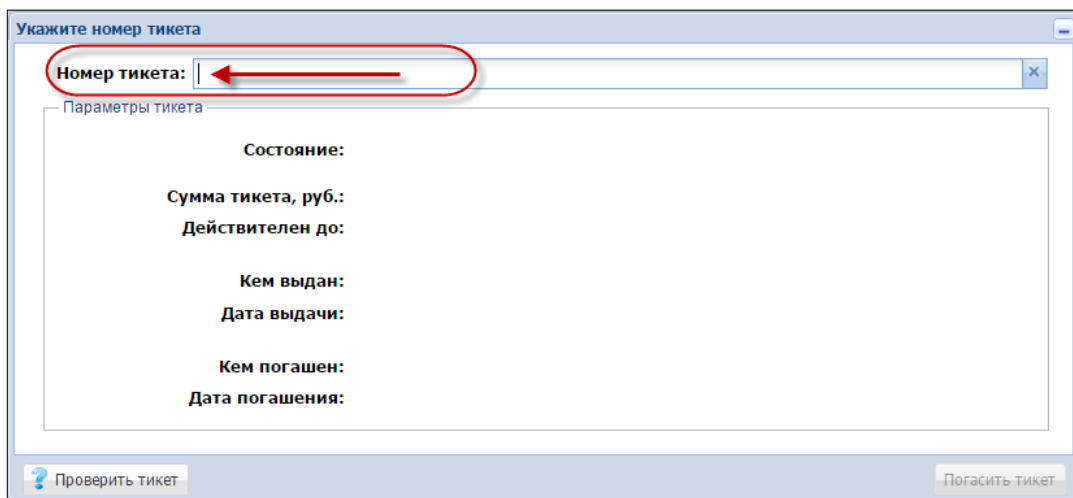 Укажите номер тикета
Номер тикета:
Параметры тикета
Состояние:
Сумма тикета, руб.:
Действителен до:
Кем выдан:
Дата выдачи:
Кем погашен:
Дата погашения:
Проверить тикет
Погасить тикет